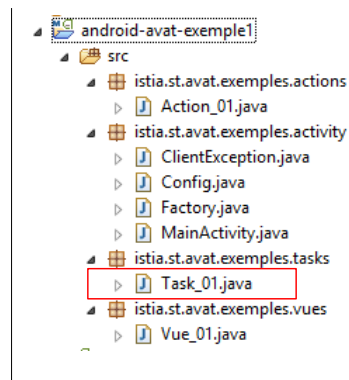 android-avat-exemple1
src
istia.st.avat.exemples.actions
Action_01.java
istia.st.avat.exemples.activity
ClientException.java
Config.java
Factory.java
MainActivity.java
istia.st.avat.exemples.tasks
Task_01.java
istia.st.avat.exemples.vues
Vue_01.java